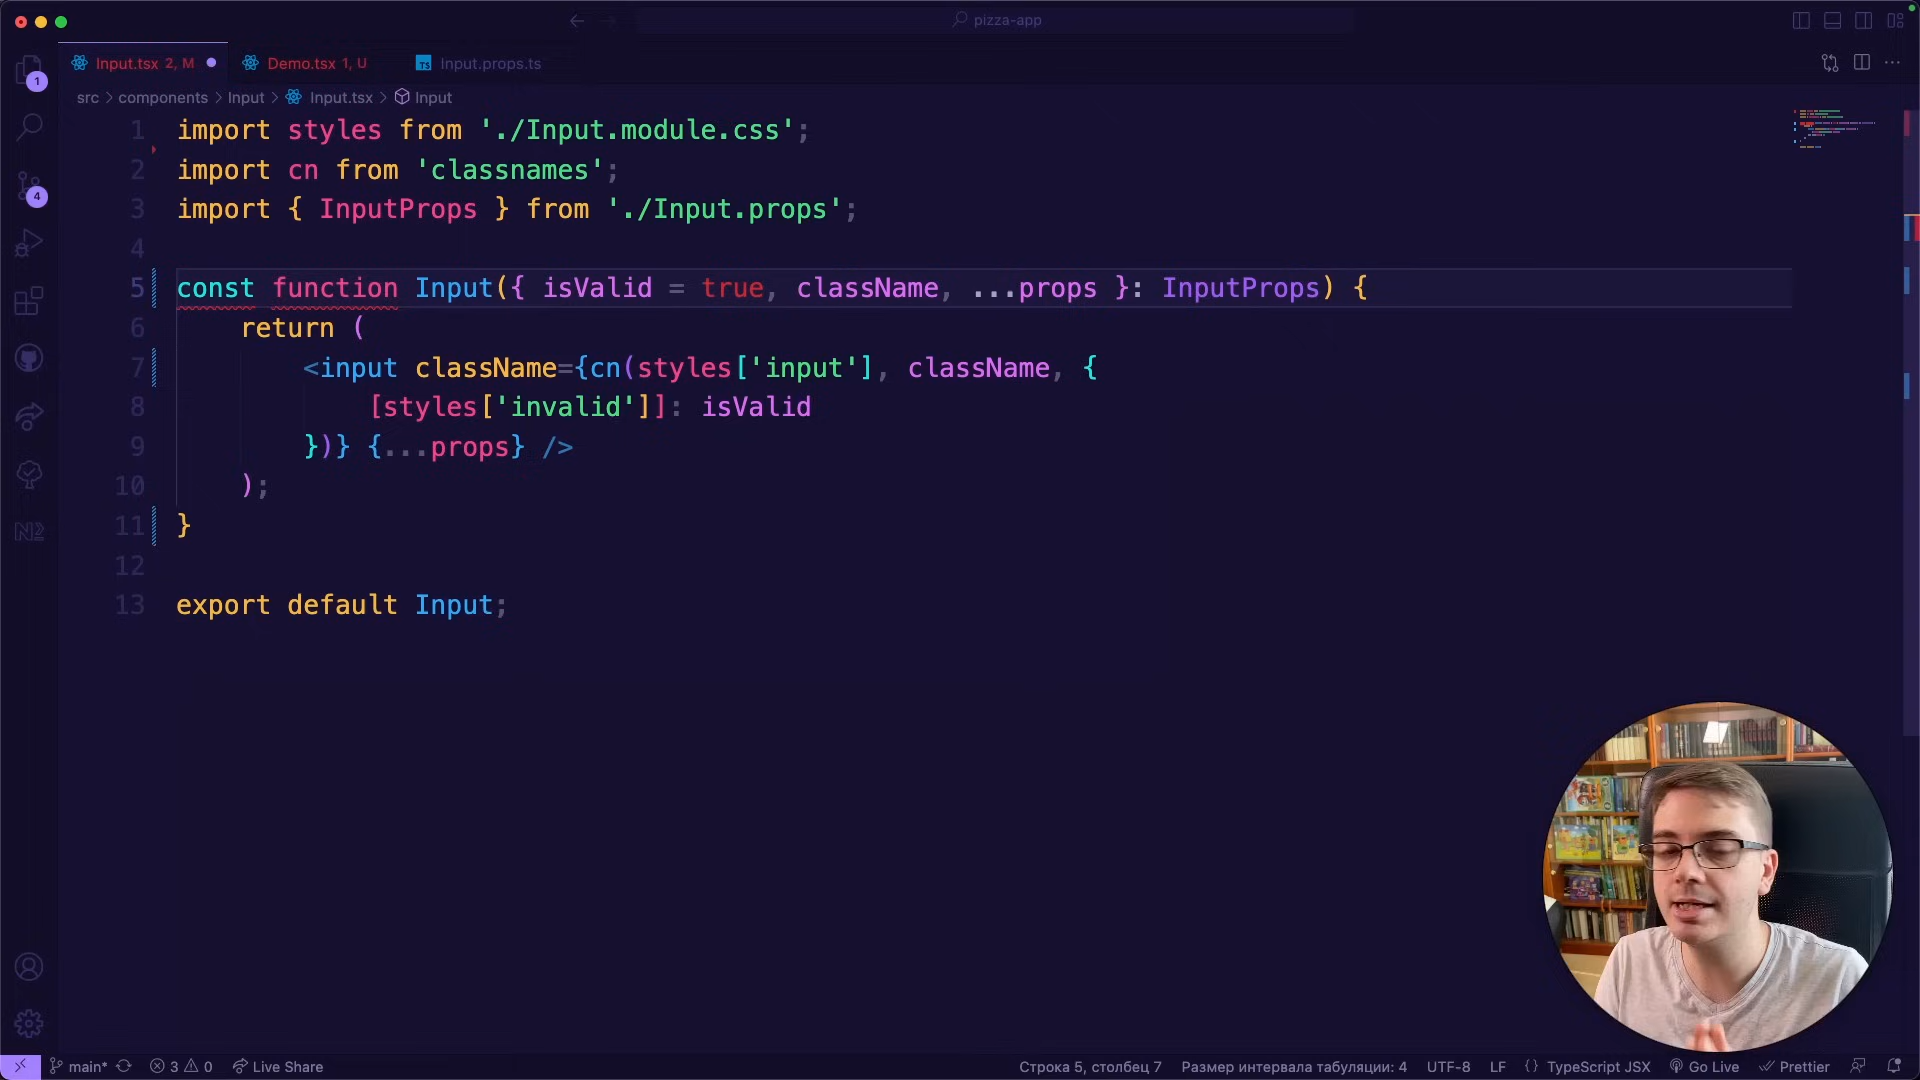 pizza-app
Input.tsx 2, M
Demo.tsx 1, U
TS Input.props.ts
src > components > Input > Input.tsx > Input
1
4
1 import styles from './Input.module.css';
2 import cn from 'classnames';
3 import { InputProps } from './Input.props';
4
5 const function Input({ isValid = true, className, ...props }: InputProps) {
6 return (
7 <input className={cn(styles['input'], className, {
8 [styles['invalid']]: isValid
9 })} {...props} />
10 );
11 }
12
13 export default Input;
main* 3 0 Live Share Строка 5, столбец 7 Размер интервала табуляции: 4 UTF-8 LF {} TypeScript JSX Go Live Prettier